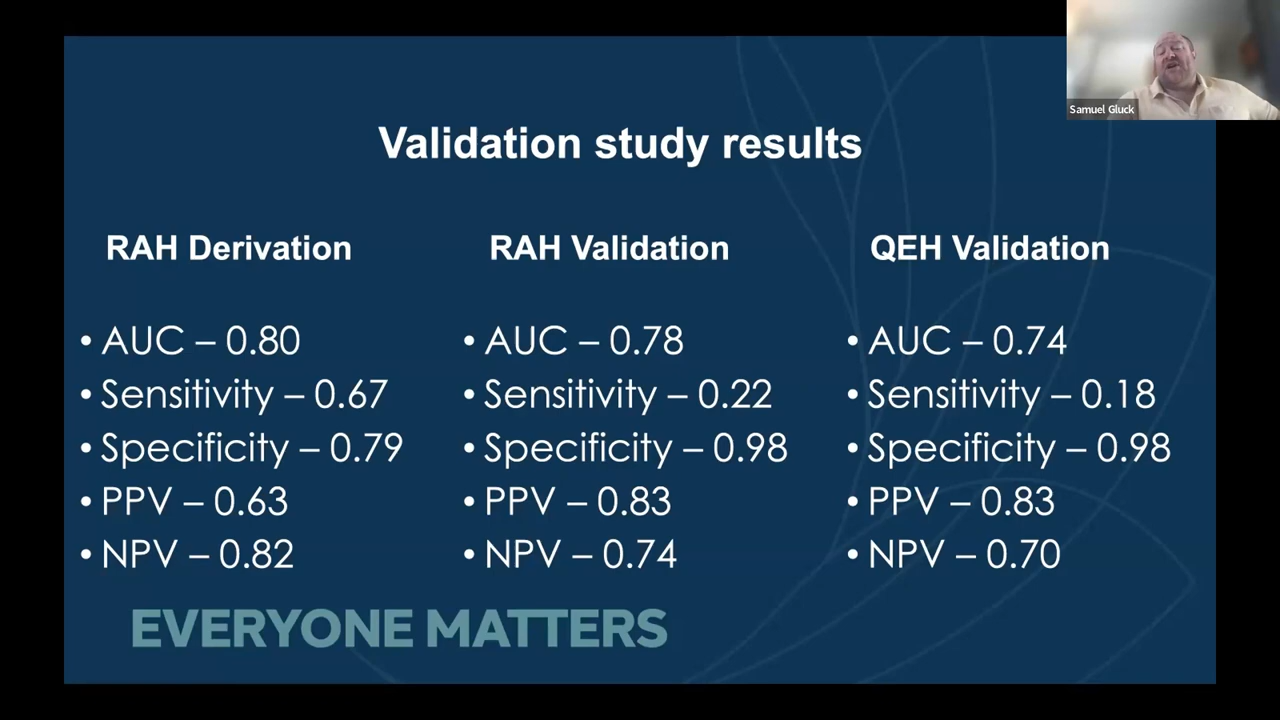 Samuel Gluck
Validation study results
RAH Derivation
• AUC – 0.80
• Sensitivity – 0.67
• Specificity – 0.79
• PPV – 0.63
• NPV – 0.82
RAH Validation
• AUC – 0.78
• Sensitivity – 0.22
• Specificity – 0.98
• PPV – 0.83
• NPV – 0.74
QEH Validation
• AUC – 0.74
• Sensitivity – 0.18
• Specificity – 0.98
• PPV – 0.83
• NPV – 0.70
EVERYONE MATTERS